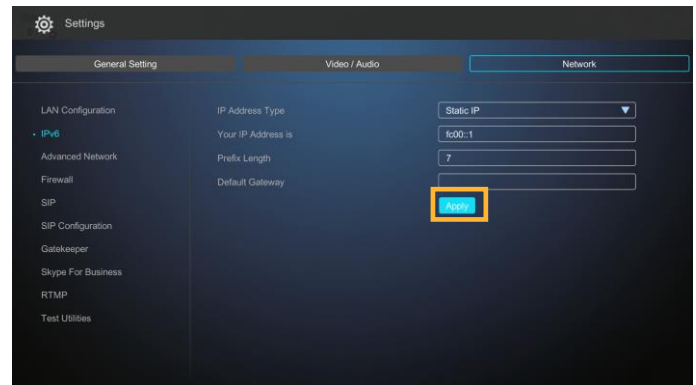 Settings
General Setting
Video / Audio
Network
LAN Configuration
IP Address Type
Static IP
IPv6
Your IP Address is
fc00::1
Advanced Network
Prefix Length
7
Firewall
Default Gateway
SIP
Apply
SIP Configuration
Gatekeeper
Skype For Business
RTMP
Test Utilities